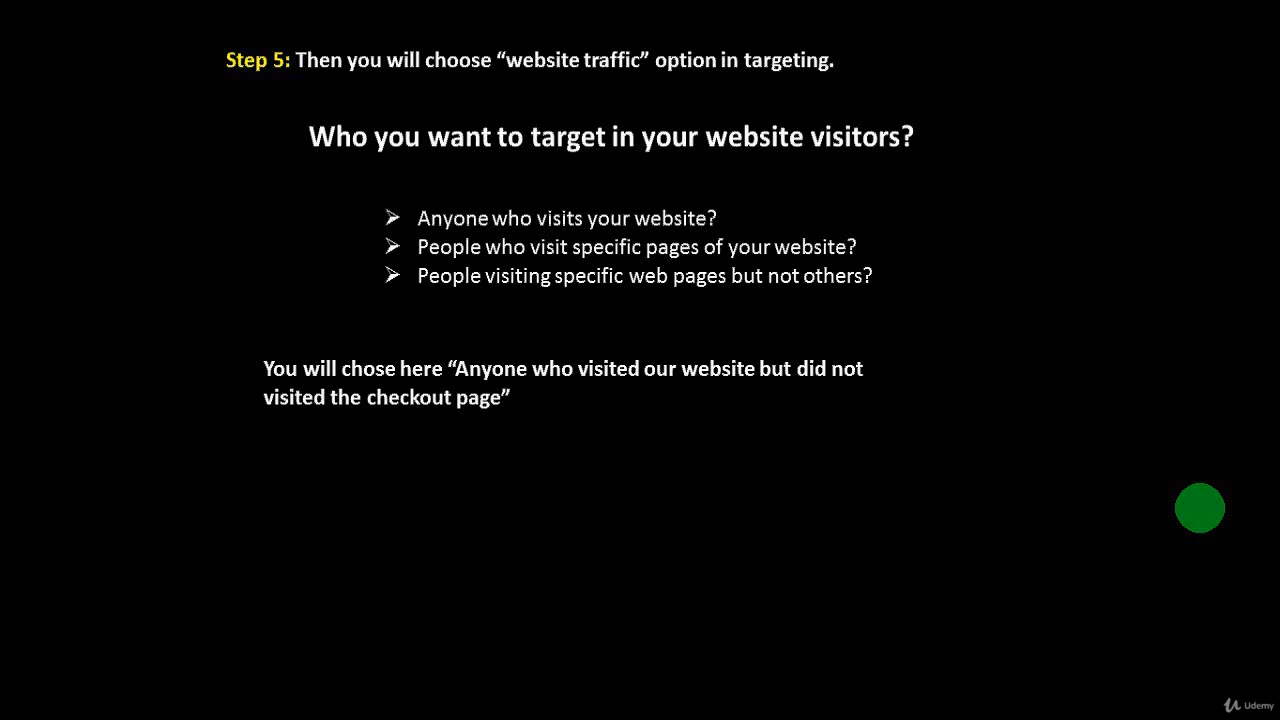 Step 5: Then you will choose “website traffic” option in targeting.
Who you want to target in your website visitors?
➢ Anyone who visits your website?
➢ People who visit specific pages of your website?
➢ People visiting specific web pages but not others?
You will chose here “Anyone who visited our website but did not
visited the checkout page”
Udemy